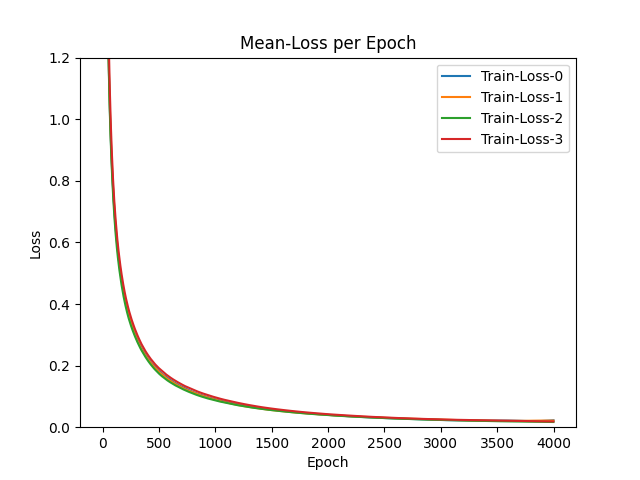 Mean-Loss per Epoch
1.2
1.0
0.8
0.6
0.4
0.2
0.0
Loss
Train-Loss-0
Train-Loss-1
Train-Loss-2
Train-Loss-3
0 500 1000 1500 2000 2500 3000 3500 4000
Epoch